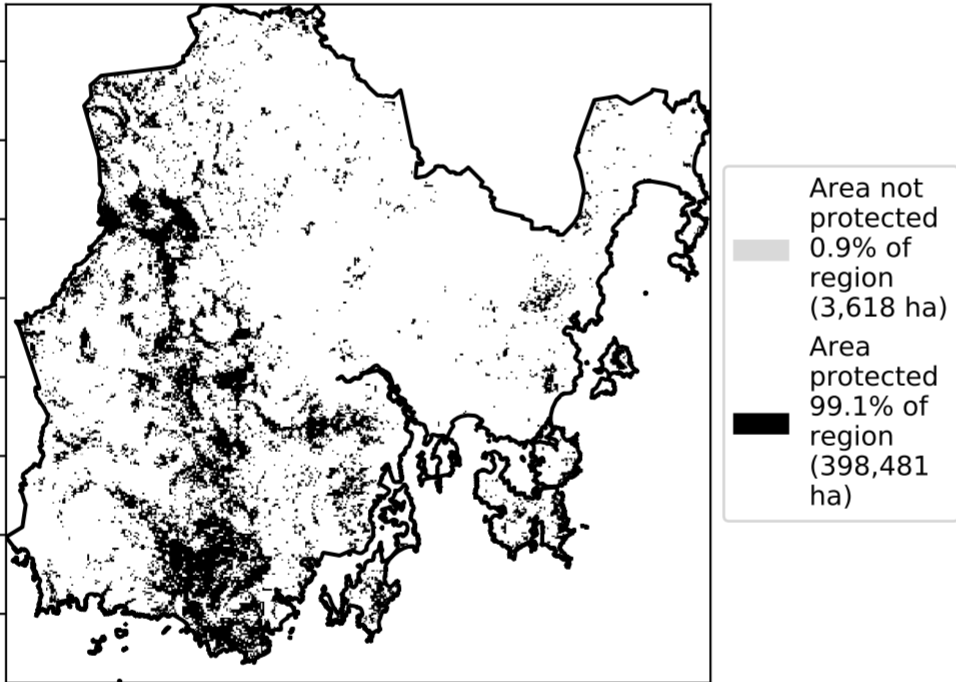 Area not
protected
0.9% of
region
(3,618 ha)
Area
protected
99.1% of
region
(398,481
ha)